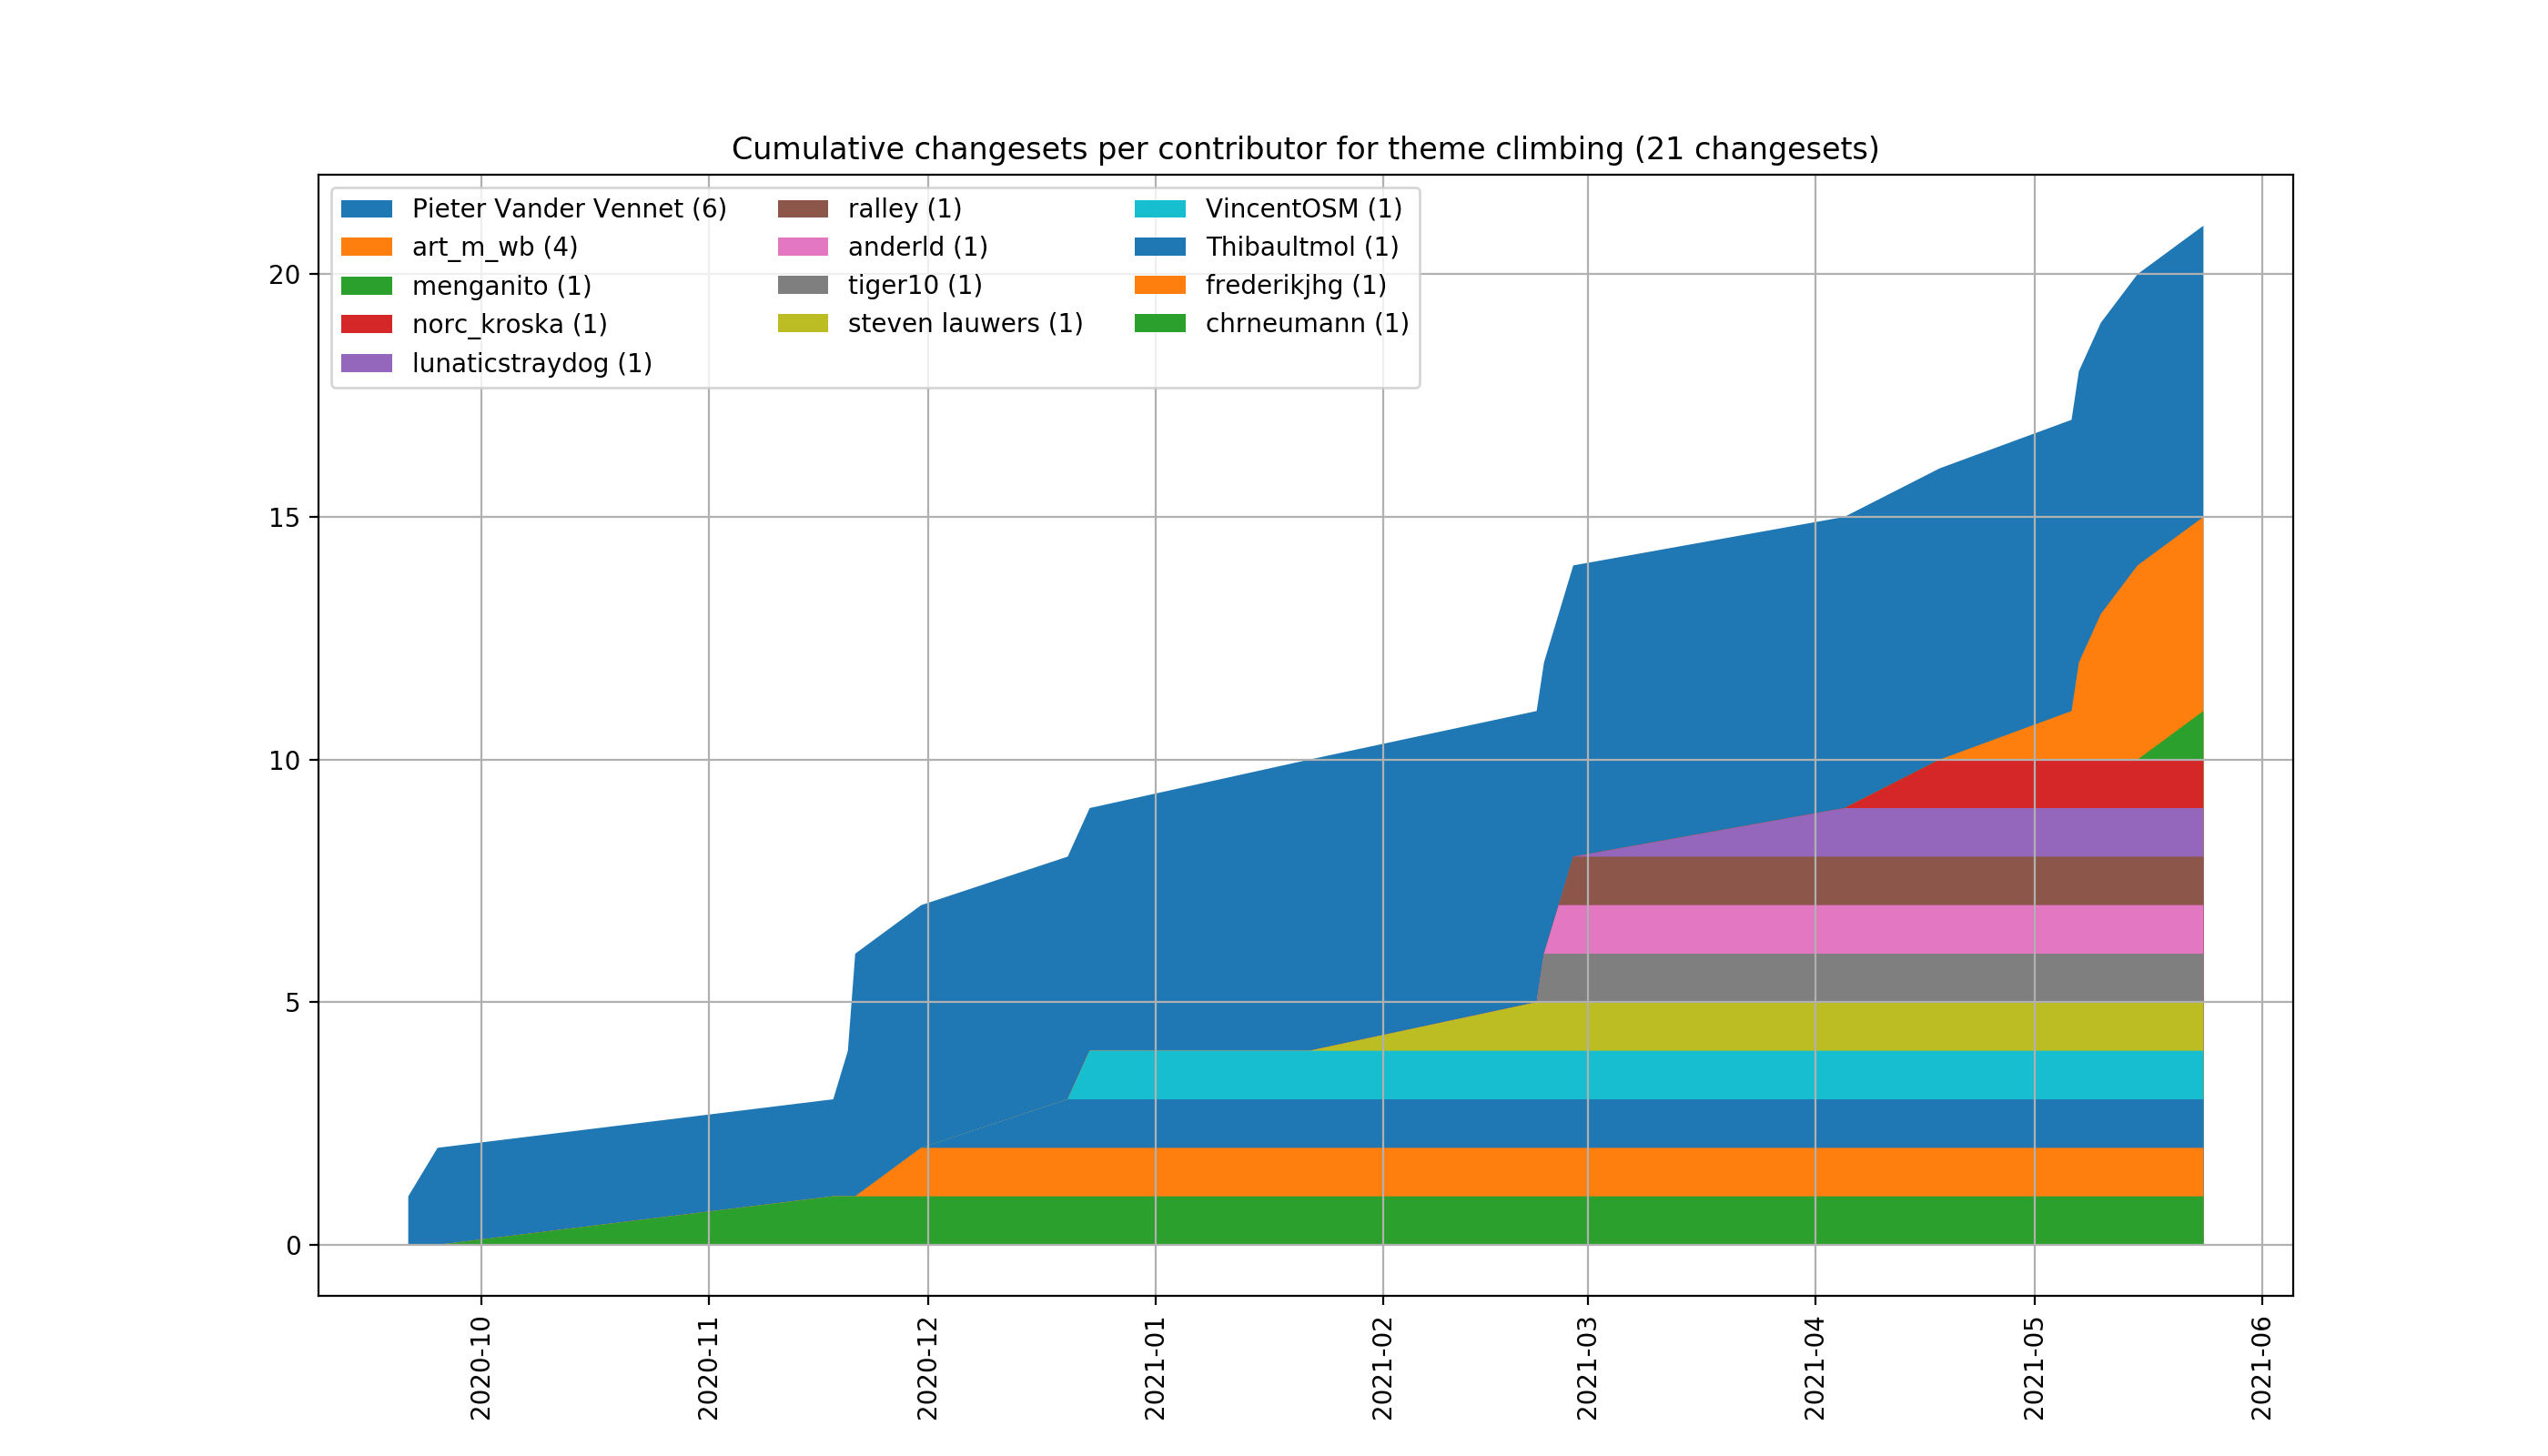 Cumulative changesets per contributor for theme climbing (21 changesets)
Pieter Vander Vennet (6)
art_m_wb (4)
menganito (1)
norc_kroska (1)
lunaticstraydog (1)
ralley (1)
anderld (1)
tiger10 (1)
steven lauwers (1)
VincentOSM (1)
Thibaultmol (1)
frederikjhg (1)
chrneumann (1)
20
15
10
5
0
2020-10
2020-11
2020-12
2021-01
2021-02
2021-03
2021-04
2021-05
2021-06